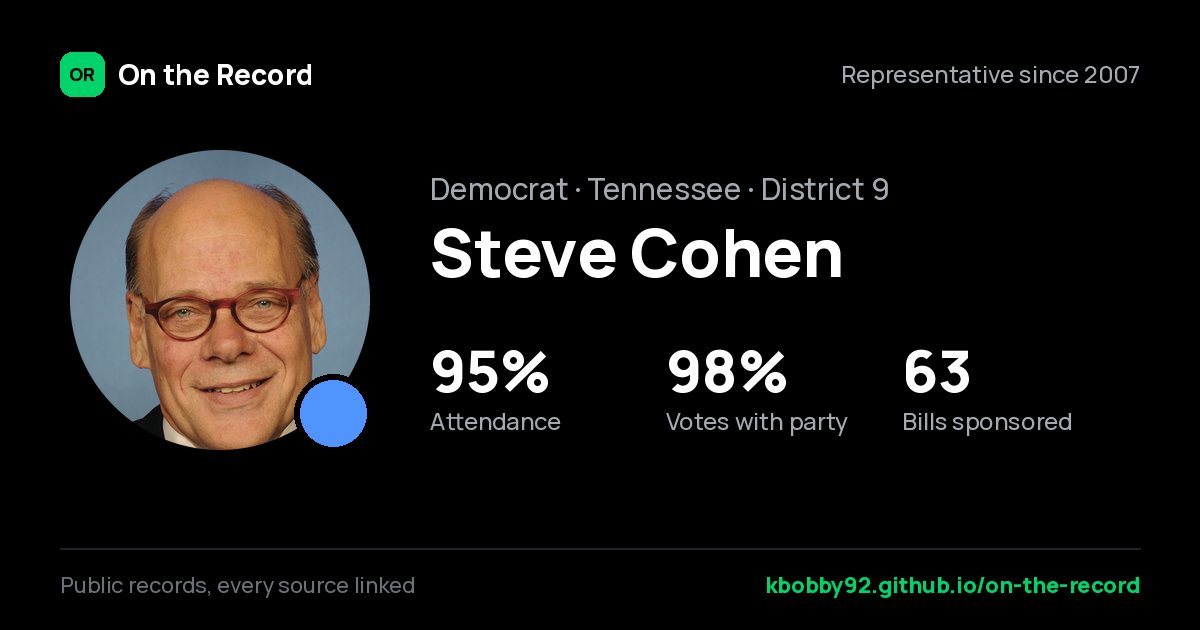 OR On the Record
Representative since 2007
Democrat · Tennessee · District 9
Steve Cohen
95% 98% 63
Attendance Votes with party Bills sponsored
Public records, every source linked
kbobby92.github.io/on-the-record